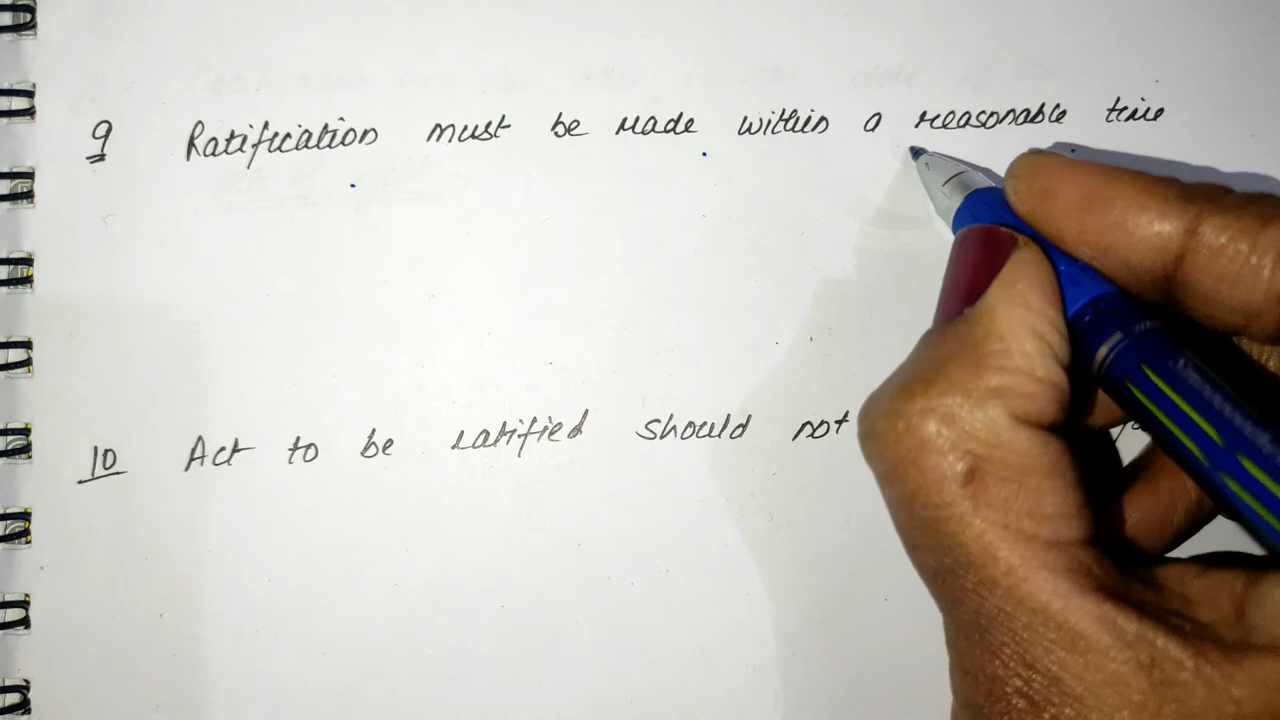 9 Ratification must be made within a reasonable time
10 Act to be ratified should not